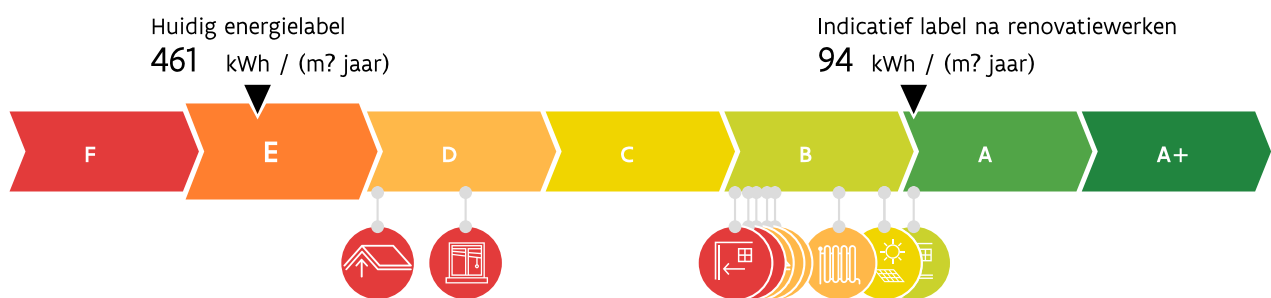 Huidig energielabel
461 kWh / (m? jaar)
Indicatief label na renovatiewerken
94 kWh / (m? jaar)
F E D C B A A+